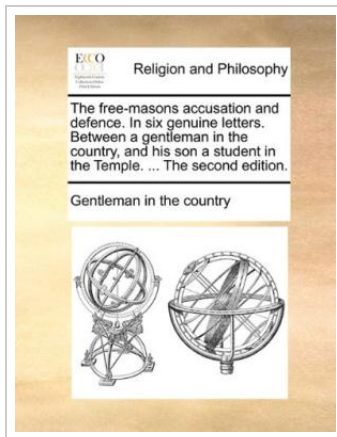 ECCO
Religion and Philosophy
The free-masons accusation and
defence. In six genuine letters.
Between a gentleman in the
country, and his son a student in
the Temple. ... The second edition.
Gentleman in the country